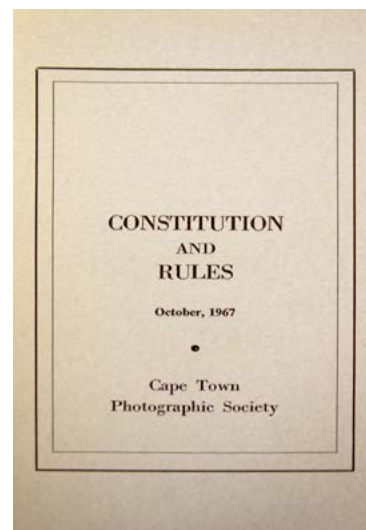 CONSTITUTION
AND
RULES
October, 1967
Cape Town
Photographic Society